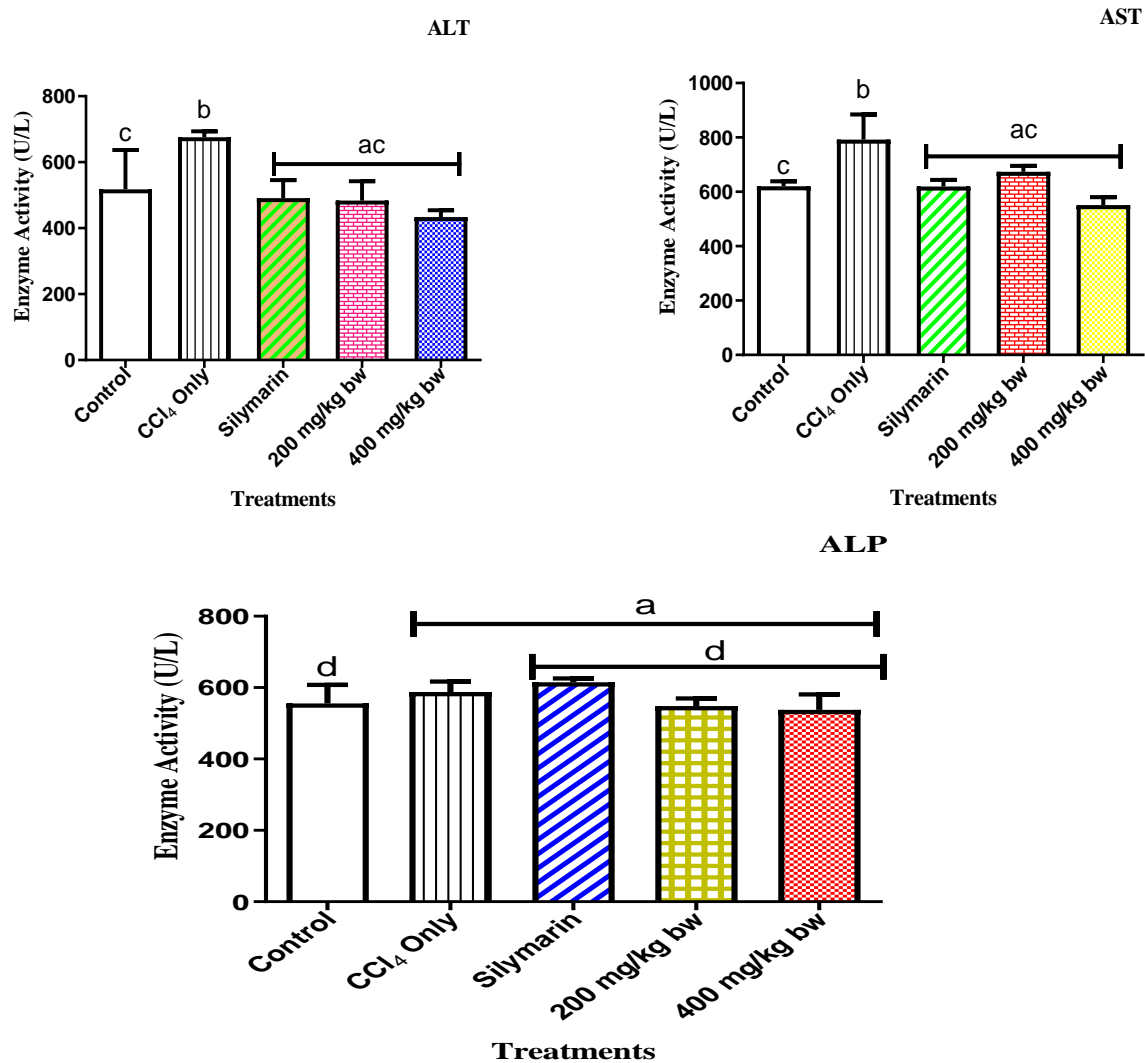 ALT
Enzyme Activity (U/L)
800
600
400
200
0
c
b
ac
Control
CCl₄ Only
Silymarin
200 mg/kg bw
400 mg/kg bw
Treatments
AST
Enzyme Activity (U/L)
1000
800
600
400
200
0
c
b
ac
Control
CCl₄ Only
Silymarin
200 mg/kg bw
400 mg/kg bw
Treatments
ALP
Enzyme Activity (U/L)
800
600
400
200
0
d
a
d
Control
CCl₄ Only
Silymarin
200 mg/kg bw
400 mg/kg bw
Treatments